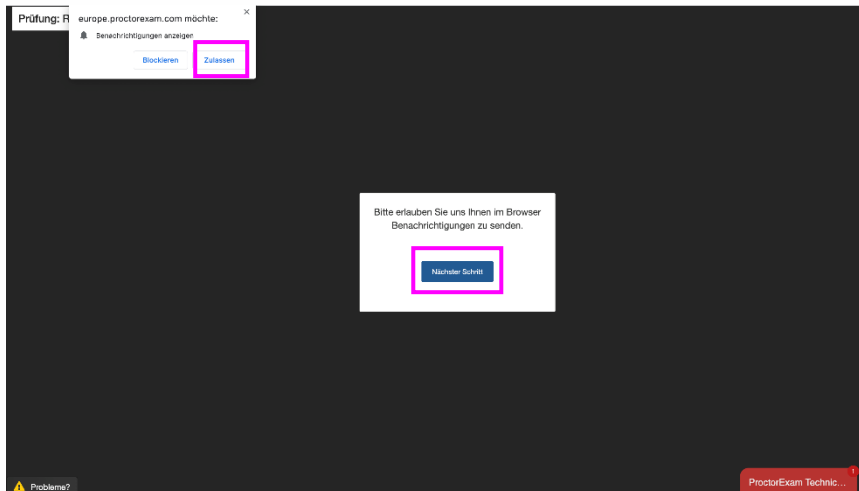 Prüfung: R
europe.proctorexam.com möchte:
Benachrichtigungen anzeigen
Blockieren
Zulassen
Bitte erlauben Sie uns Ihnen im Browser
Benachrichtigungen zu senden.
Nächster Schritt
Probleme?
1
ProctorExam Technic...